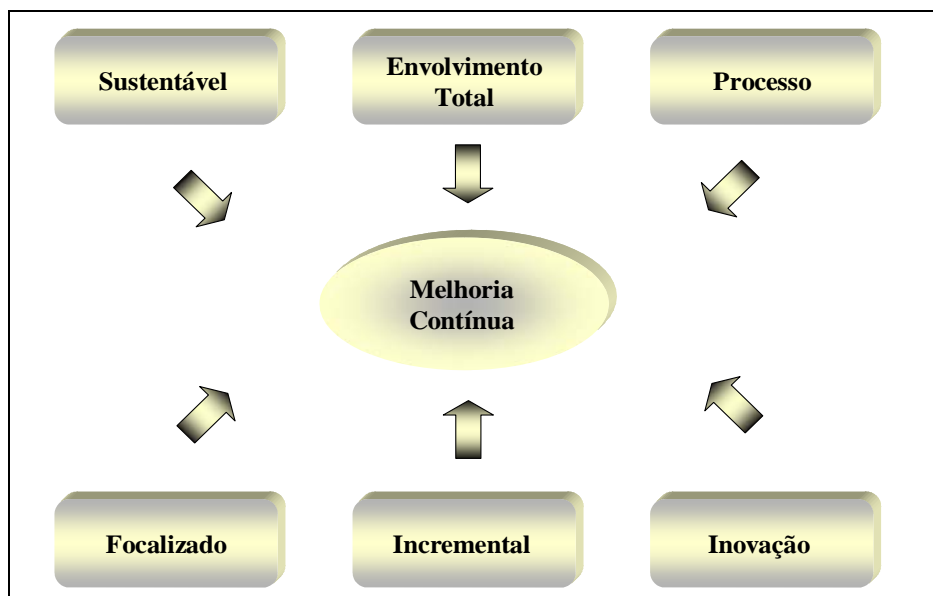 Sustentável
Envolvimento
Total
Processo
Melhoria
Contínua
Focalizado
Incremental
Inovação